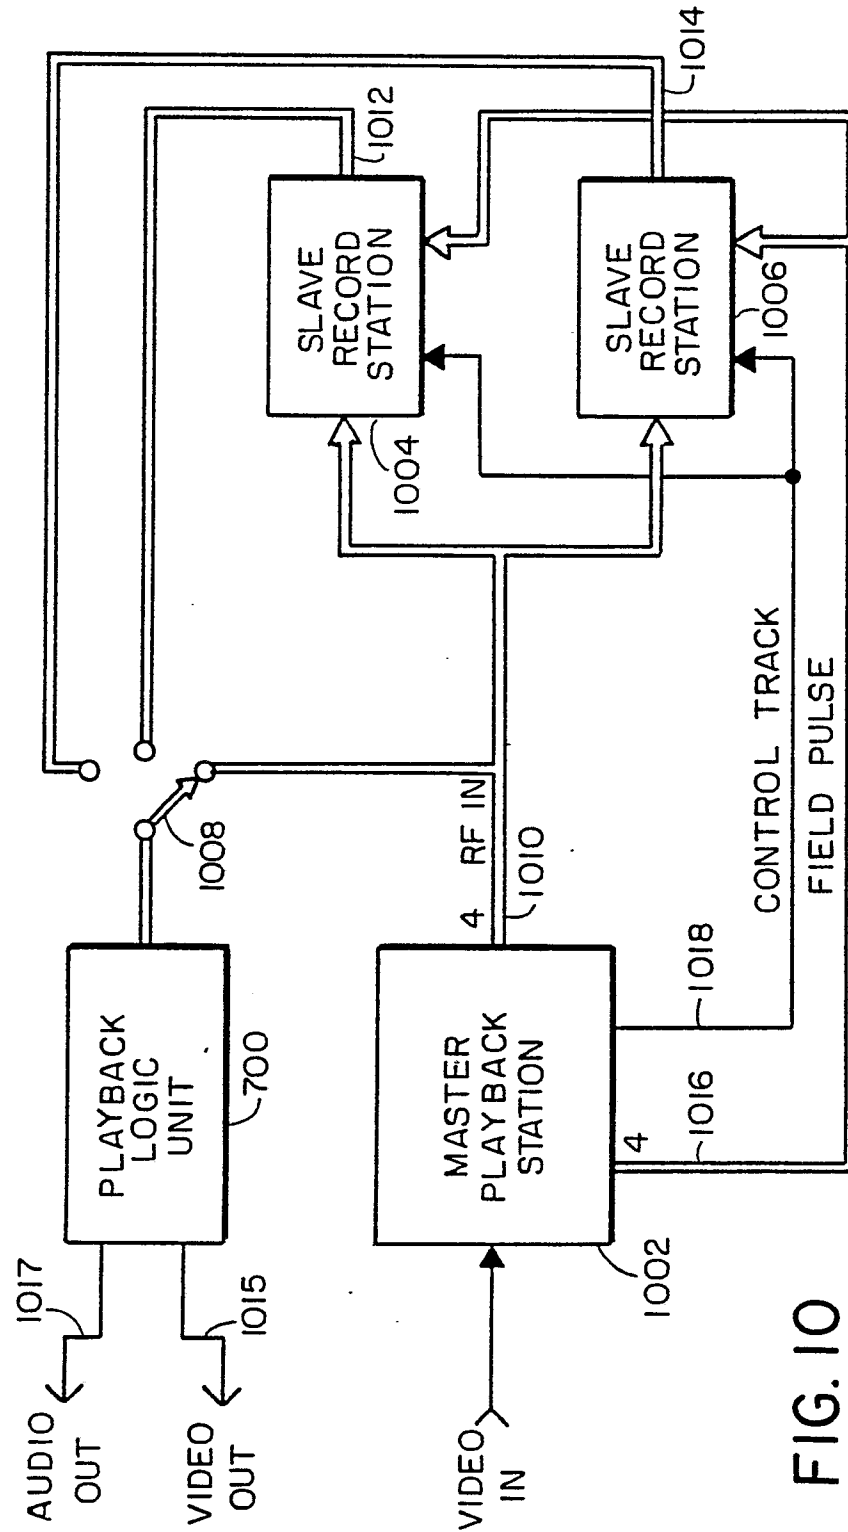 AUDIO
OUT
1017
VIDEO
OUT
1015
PLAYBACK
LOGIC
UNIT
700
1008
1012
1014
SLAVE
RECORD
STATION
1004
SLAVE
RECORD
STATION
1006
VIDEO
IN
MASTER
PLAYBACK
STATION
1002
4
RF IN
1010
4
1016
1018
CONTROL TRACK
FIELD PULSE
FIG. 10